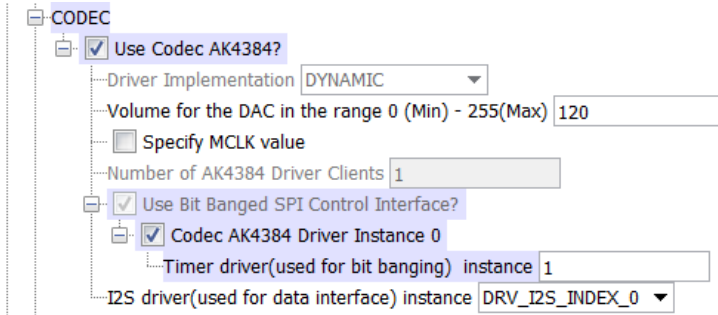 CODEC
Use Codec AK4384?
Driver Implementation DYNAMIC
Volume for the DAC in the range 0 (Min) - 255(Max) 120
Specify MCLK value
Number of AK4384 Driver Clients 1
Use Bit Banged SPI Control Interface?
Codec AK4384 Driver Instance 0
Timer driver(used for bit banging) instance 1
I2S driver(used for data interface) instance DRV_I2S_INDEX_0